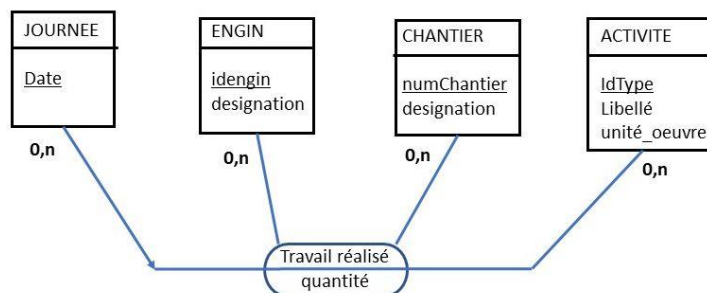 JOURNEE
Date
0,n
ENGIN
idengin
designation
0,n
CHANTIER
numChantier
designation
0,n
ACTIVITE
IdType
Libellé
unité_oeuvre
0,n
Travail réalisé
quantité